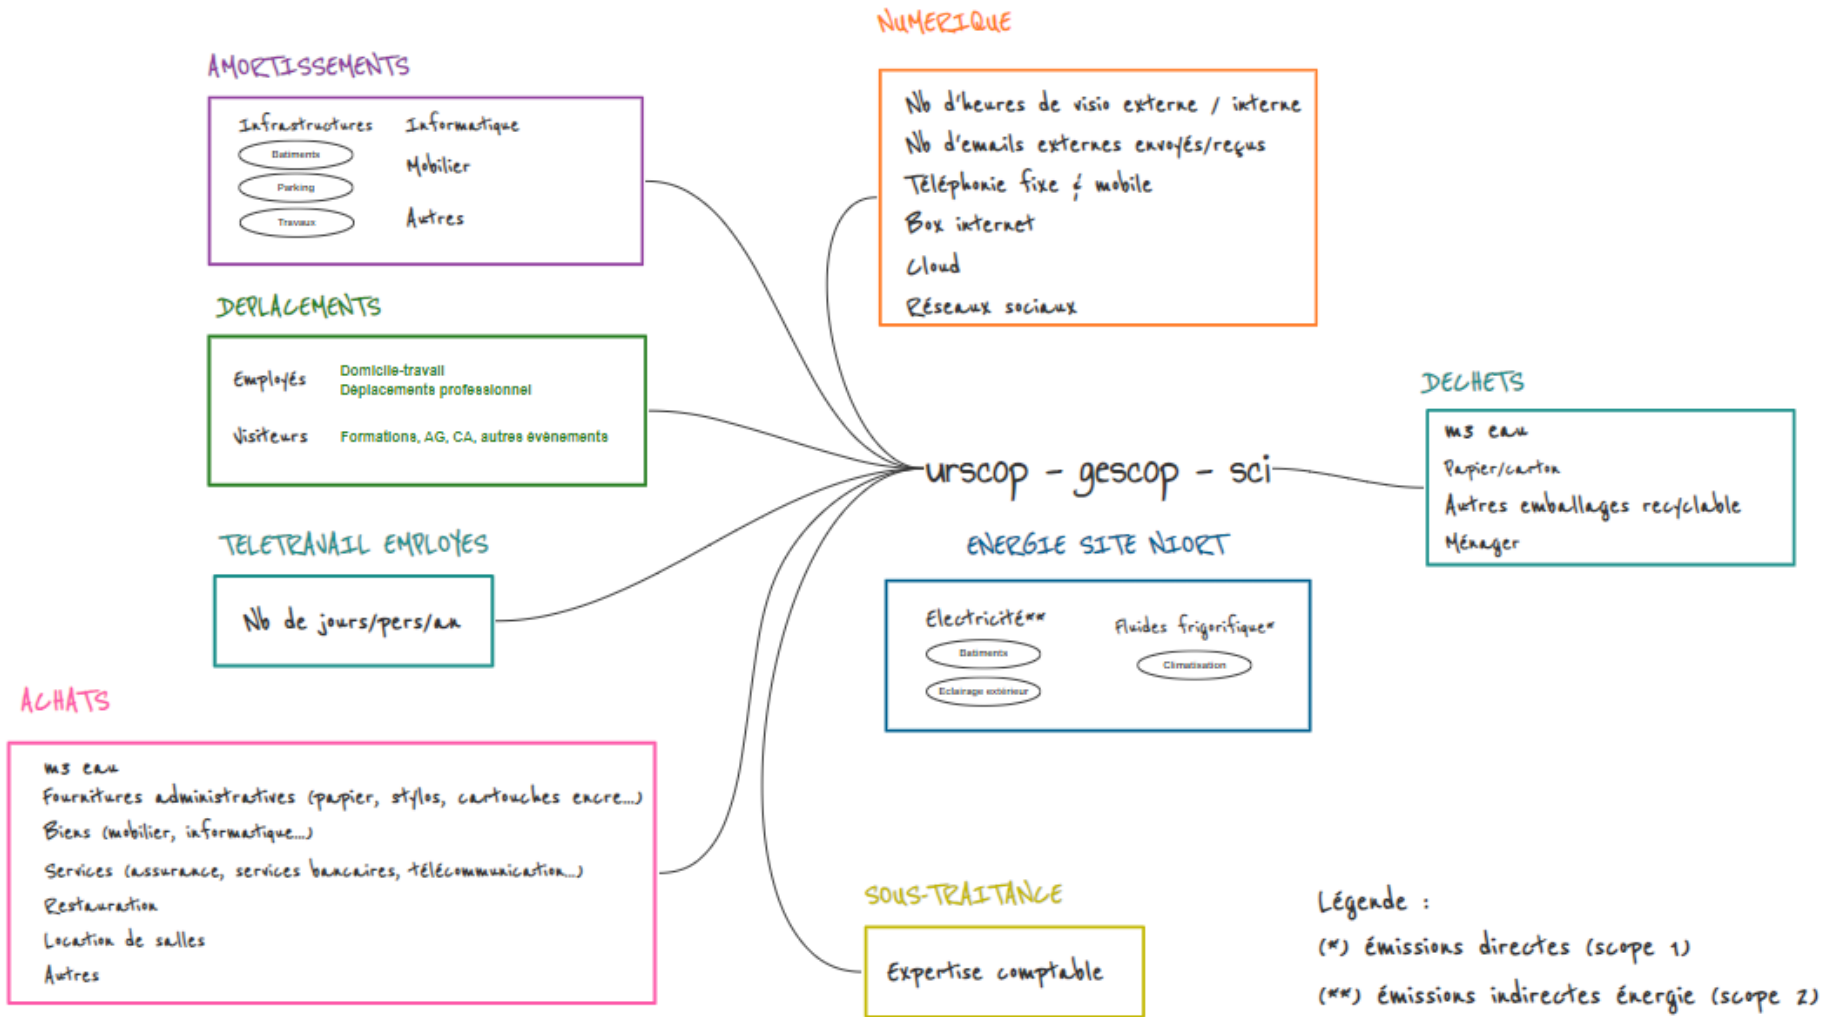 NUMERIQUE
Nb d'heures de visio externe / interne
Nb d'emails externes envoyés/reçus
Téléphonie fixe & mobile
Box internet
Cloud
Réseaux sociaux
AMORTISSEMENTS
Infrastructures
Batiments
Parking
Travaux
Informatique
Mobilier
Autres
DEPLACEMENTS
Employés
Domicile-travail
Déplacements professionnel
Visiteurs
Formations, AG, CA, autres évènements
TELETRAVAIL EMPLOYES
Nb de jours/pers/an
ACHATS
m3 eau
Fournitures administratives (papier, stylos, cartouches encre...)
Biens (mobilier, informatique...)
Services (assurance, services bancaires, télécommunication...)
Restauration
Location de salles
Autres
urscop - gescop - sci
DECHETS
m3 eau
Papier/carton
Autres emballages recyclable
Ménager
ENERGIE SITE NIORT
Electricité**
Batiments
Eclairage extérieur
Fluides frigorifique*
Climatisation
SOUS-TRAITANCE
Expertise comptable
Légende :
(*) émissions directes (scope 1)
(**) émissions indirectes énergie (scope 2)